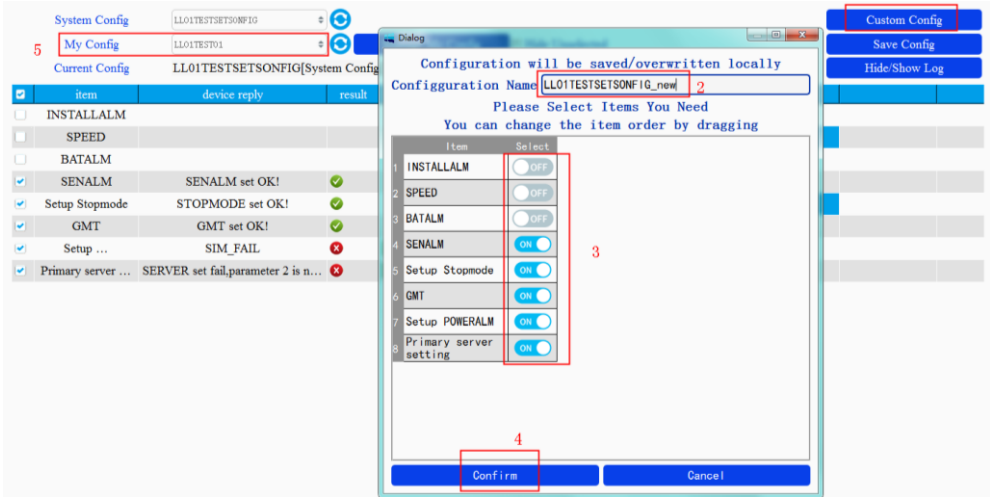 System Config LL01TESTSETSONFIG
5 My Config LL01TEST01
Current Config LL01TESTSETSONFIG[System Config
item device reply result
INSTALLALM
SPEED
BATALM
SENALM SENALM set OK!
Setup Stopmode STOPMODE set OK!
GMT GMT set OK!
Setup ... SIM_FAIL
Primary server ... SERVER set fail,parameter 2 is n...
Dialog
Configuration will be saved/overwritten locally
Configguration Name LL01TESTSETSONFIG_new 2
Please Select Items You Need
You can change the item order by dragging
Item Select
1 INSTALLALM OFF
2 SPEED OFF
3 BATALM OFF
4 SENALM ON
3
5 Setup Stopmode ON
6 GMT ON
7 Setup POWERALM ON
8 Primary server setting ON
4
Confirm Cancel
1
Custom Config
Save Config
Hide/Show Log